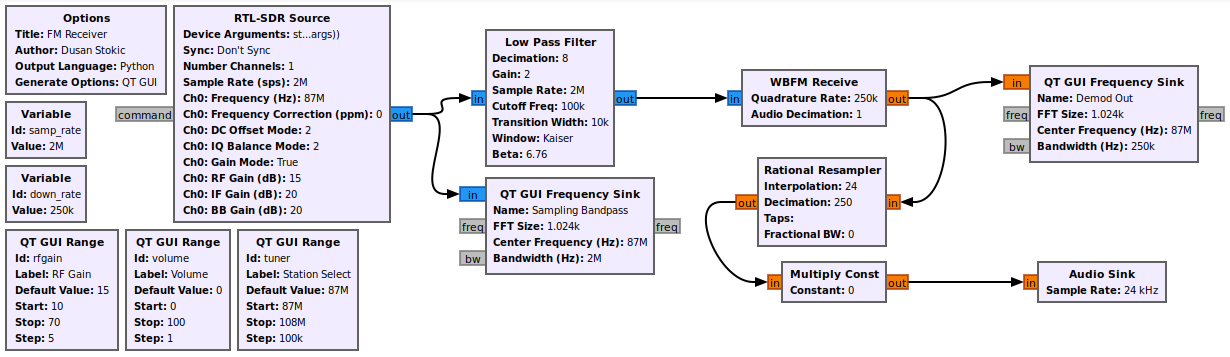 Options
Title: FM Receiver
Author: Dusan Stokic
Output Language: Python
Generate Options: QT GUI
Variable
Id: samp_rate
Value: 2M
Variable
Id: down_rate
Value: 250k
RTL-SDR Source
Device Arguments: st...args))
Sync: Don't Sync
Number Channels: 1
Sample Rate (sps): 2M
Ch0: Frequency (Hz): 87M
Ch0: Frequency Correction (ppm): 0
Ch0: DC Offset Mode: 2
Ch0: IQ Balance Mode: 2
Ch0: Gain Mode: True
Ch0: RF Gain (dB): 15
Ch0: IF Gain (dB): 20
Ch0: BB Gain (dB): 20
command
out
QT GUI Range
Id: rfgain
Label: RF Gain
Default Value: 15
Start: 10
Stop: 70
Step: 5
QT GUI Range
Id: volume
Label: Volume
Default Value: 0
Start: 0
Stop: 100
Step: 1
QT GUI Range
Id: tuner
Label: Station Select
Default Value: 87M
Start: 87M
Stop: 108M
Step: 100k
in
Low Pass Filter
Decimation: 8
Gain: 2
Sample Rate: 2M
Cutoff Freq: 100k
Transition Width: 10k
Window: Kaiser
Beta: 6.76
out
in
freq
bw
QT GUI Frequency Sink
Name: Sampling Bandpass
FFT Size: 1.024k
Center Frequency (Hz): 87M
Bandwidth (Hz): 2M
freq
in
WBFM Receive
Quadrature Rate: 250k
Audio Decimation: 1
out
in
freq
bw
QT GUI Frequency Sink
Name: Demod Out
FFT Size: 1.024k
Center Frequency (Hz): 87M
Bandwidth (Hz): 250k
freq
out
Rational Resampler
Interpolation: 24
Decimation: 250
Taps:
Fractional BW: 0
in
in
Multiply Const
Constant: 0
out
in
Audio Sink
Sample Rate: 24 kHz